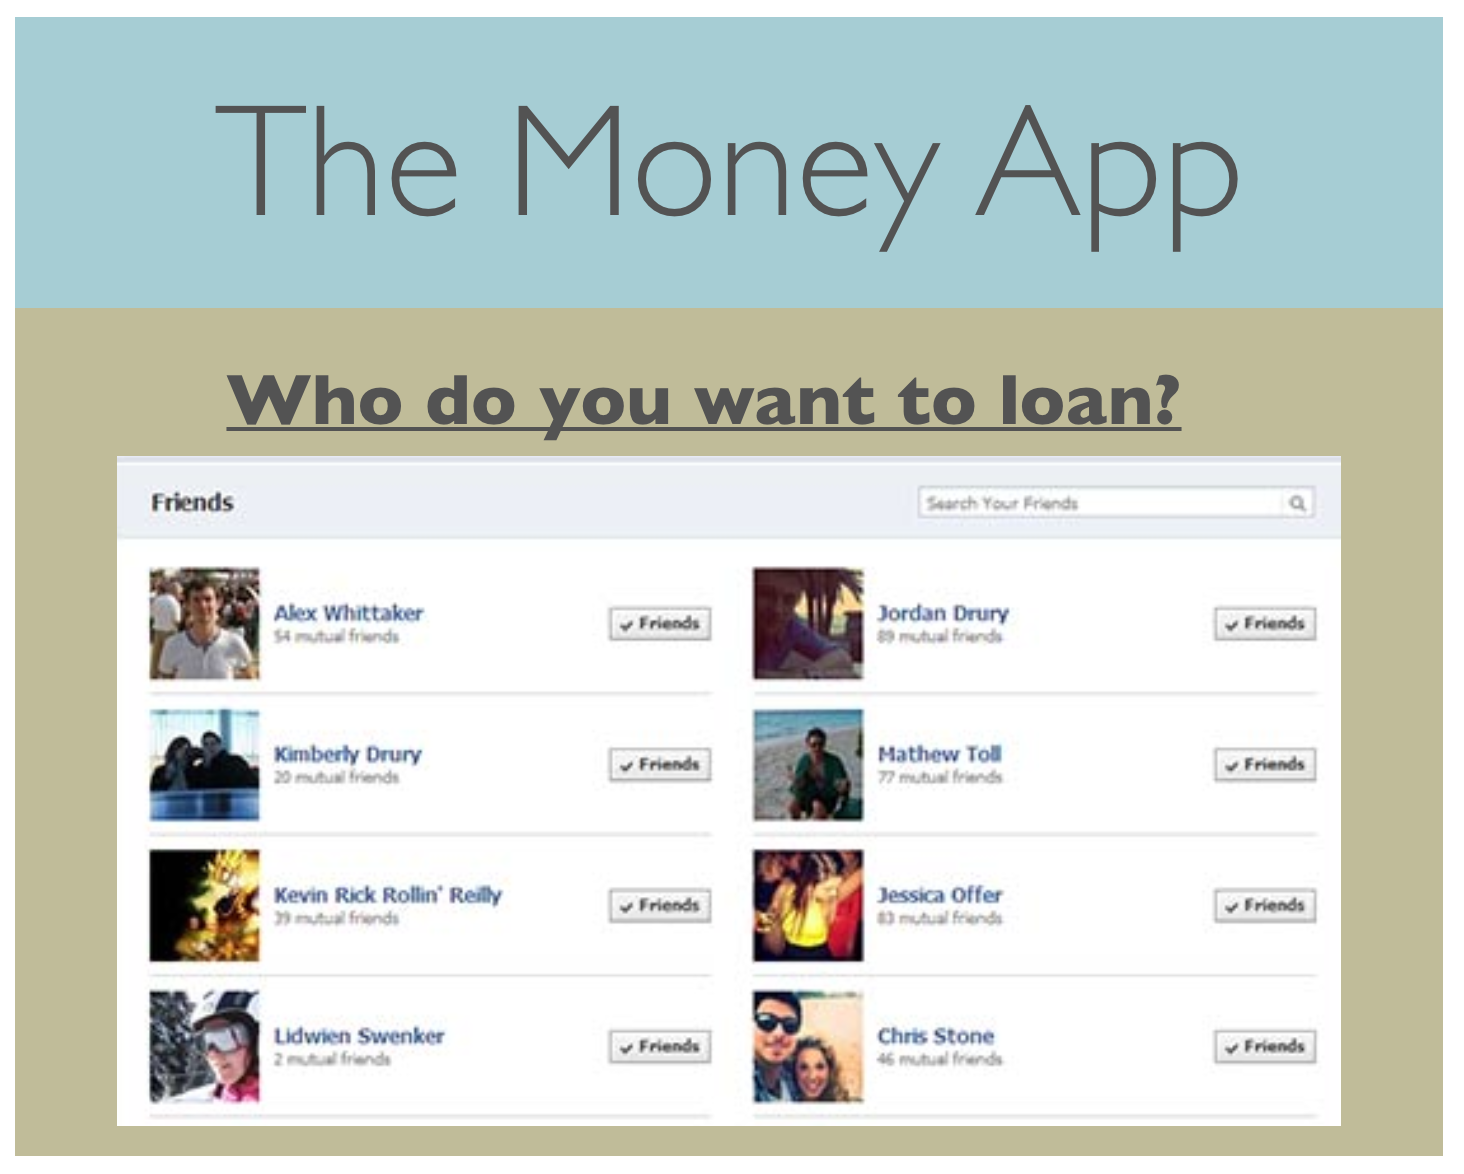 The Money App
Who do you want to loan?
Friends
Search Your Friends
Alex Whittaker
54 mutual friends
Friends
Jordan Drury
89 mutual friends
Friends
Kimberly Drury
20 mutual friends
Friends
Mathew Toll
77 mutual friends
Friends
Kevin Rick Rollin' Reilly
39 mutual friends
Friends
Jessica Offer
83 mutual friends
Friends
Lidwien Swenker
2 mutual friends
Friends
Chris Stone
46 mutual friends
Friends